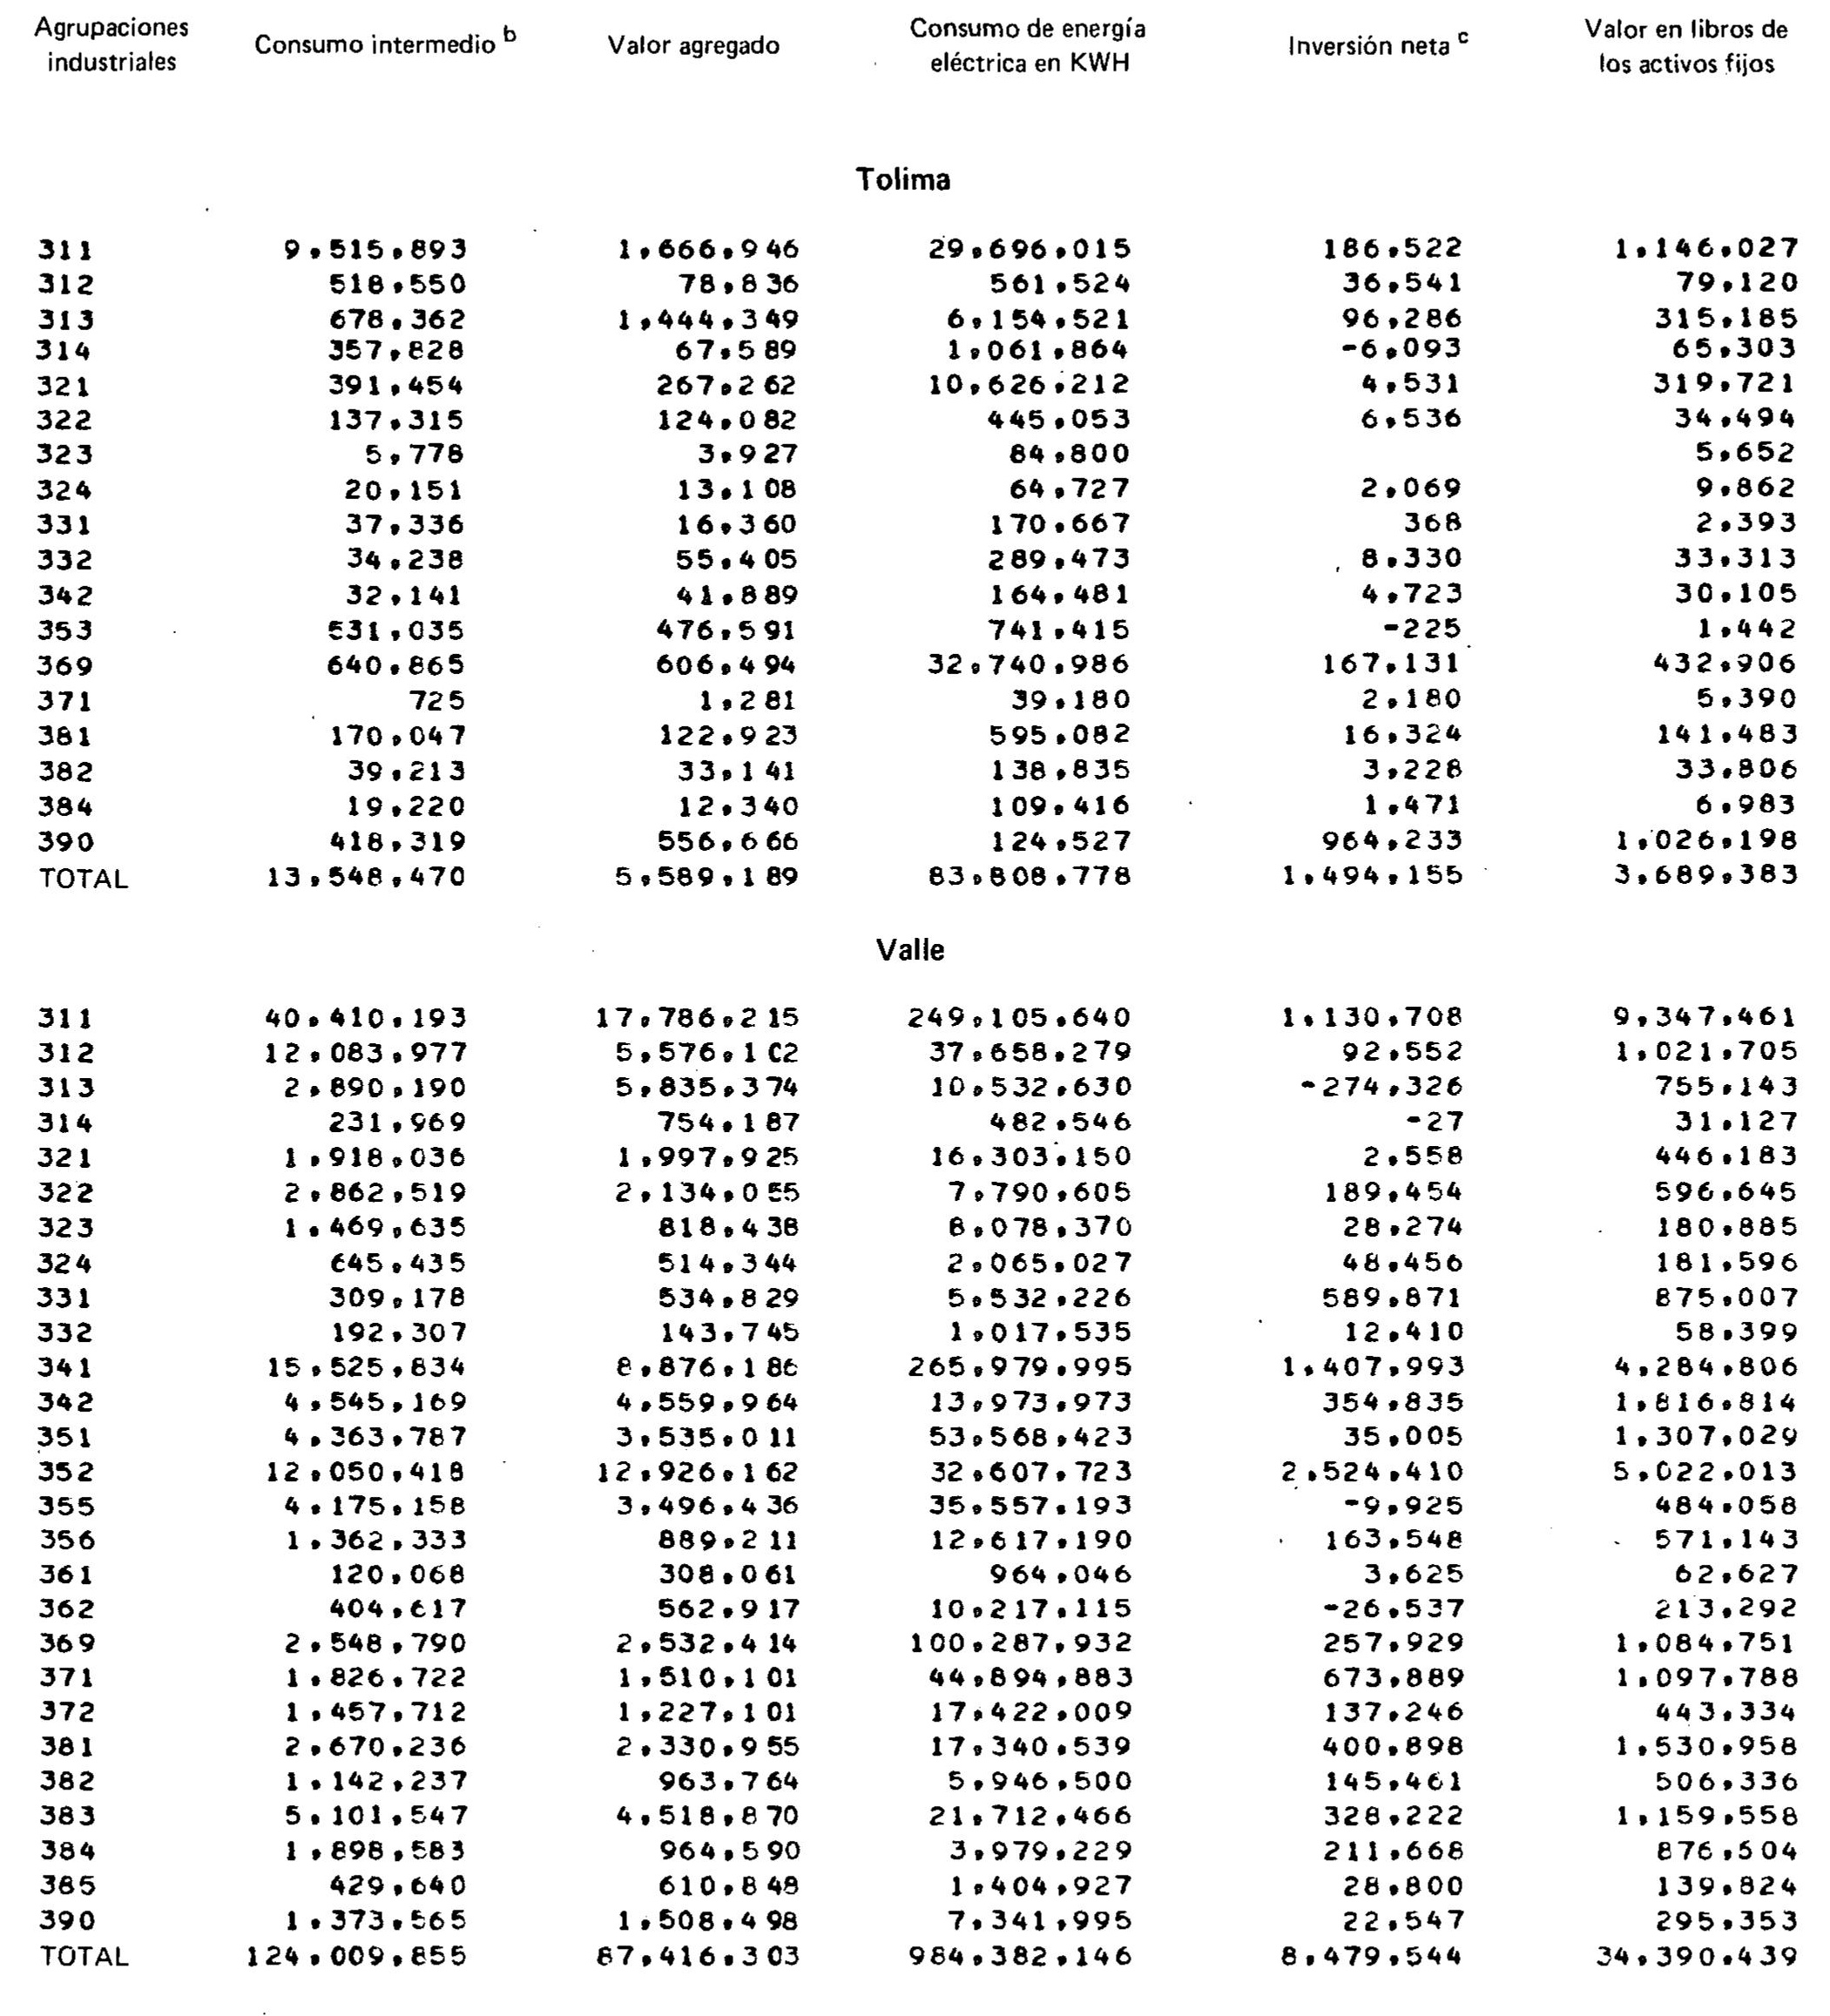 Agrupaciones industriales Consumo intermedio b Valor agregado Consumo de energía eléctrica en KWH Inversión neta c Valor en libros de los activos fijos
Tolima
311 9,515,893 1,666,946 29,696,015 186,522 1,146,027
312 518,550 78,836 561,524 36,541 79,120
313 678,362 1,444,349 6,154,521 96,286 315,185
314 357,828 67,589 1,061,864 -6,093 65,303
321 391,454 267,262 10,626,212 4,531 319,721
322 137,315 124,082 445,053 6,536 34,494
323 5,778 3,927 84,800 5,652
324 20,151 13,108 64,727 2,069 9,862
331 37,336 16,360 170,667 368 2,393
332 34,238 55,405 289,473 8,330 33,313
342 32,141 41,889 164,481 4,723 30,105
353 531,035 476,591 741,415 -225 1,442
369 640,865 606,494 32,740,986 167,131 432,906
371 725 1,281 39,180 2,180 5,390
381 170,047 122,923 595,082 16,324 141,483
382 39,213 33,141 138,835 3,228 33,806
384 19,220 12,340 109,416 1,471 6,983
390 418,319 556,666 124,527 964,233 1,026,198
TOTAL 13,548,470 5,589,189 83,808,778 1,494,155 3,689,383
Valle
311 40,410,193 17,786,215 249,105,640 1,130,708 9,347,461
312 12,083,977 5,576,102 37,658,279 92,552 1,021,705
313 2,890,190 5,835,374 10,532,630 -274,326 755,143
314 231,969 754,187 482,546 -27 31,127
321 1,918,036 1,997,925 16,303,150 2,558 446,183
322 2,862,519 2,134,055 7,790,605 189,454 596,645
323 1,469,635 818,438 8,078,370 28,274 180,885
324 645,435 514,344 2,065,027 48,456 181,596
331 309,178 534,829 5,532,226 589,871 875,007
332 192,307 143,745 1,017,535 12,410 58,399
341 15,525,834 8,876,186 265,979,995 1,407,993 4,284,806
342 4,545,169 4,559,964 13,973,973 354,835 1,816,814
351 4,363,787 3,535,011 53,568,423 35,005 1,307,029
352 12,050,418 12,926,162 32,607,723 2,524,410 5,022,013
355 4,175,158 3,496,436 35,557,193 -9,925 484,058
356 1,362,333 889,211 12,617,190 163,548 571,143
361 120,068 308,061 964,046 3,625 62,627
362 404,617 562,917 10,217,115 -26,537 213,292
369 2,548,790 2,532,414 100,287,932 257,929 1,084,751
371 1,826,722 1,510,101 44,894,883 673,889 1,097,788
372 1,457,712 1,227,101 17,422,009 137,246 443,334
381 2,670,236 2,330,955 17,340,539 400,898 1,530,958
382 1,142,237 963,764 5,946,500 145,461 506,336
383 5,101,547 4,518,870 21,712,466 328,222 1,159,558
384 1,898,583 964,590 3,979,229 211,668 876,504
385 429,640 610,848 1,404,927 28,800 139,824
390 1,373,565 1,508,498 7,341,995 22,547 295,353
TOTAL 124,009,855 87,416,303 984,382,146 8,479,544 34,390,439